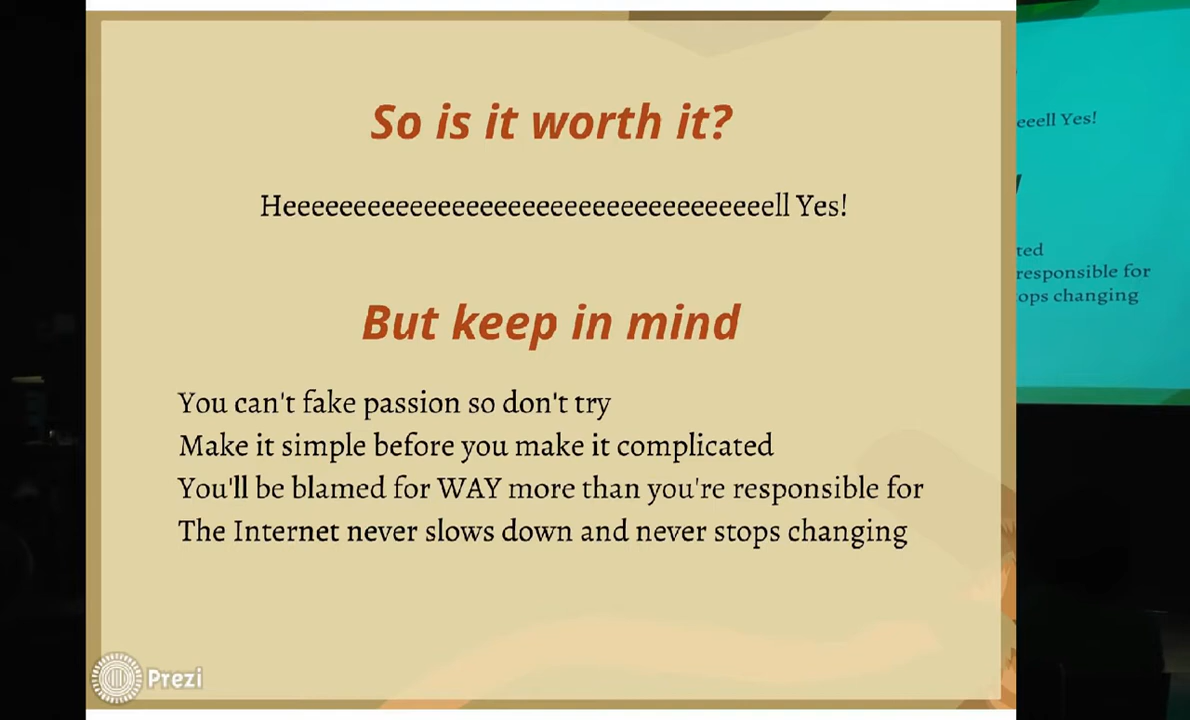 So is it worth it?
Heeeeeeeeeeeeeeeeeeeeeeeeeeeeeeeeeeell Yes!
But keep in mind
You can't fake passion so don't try
Make it simple before you make it complicated
You'll be blamed for WAY more than you're responsible for
The Internet never slows down and never stops changing
Prezi
eeell Yes!
ted
responsible for
ops changing